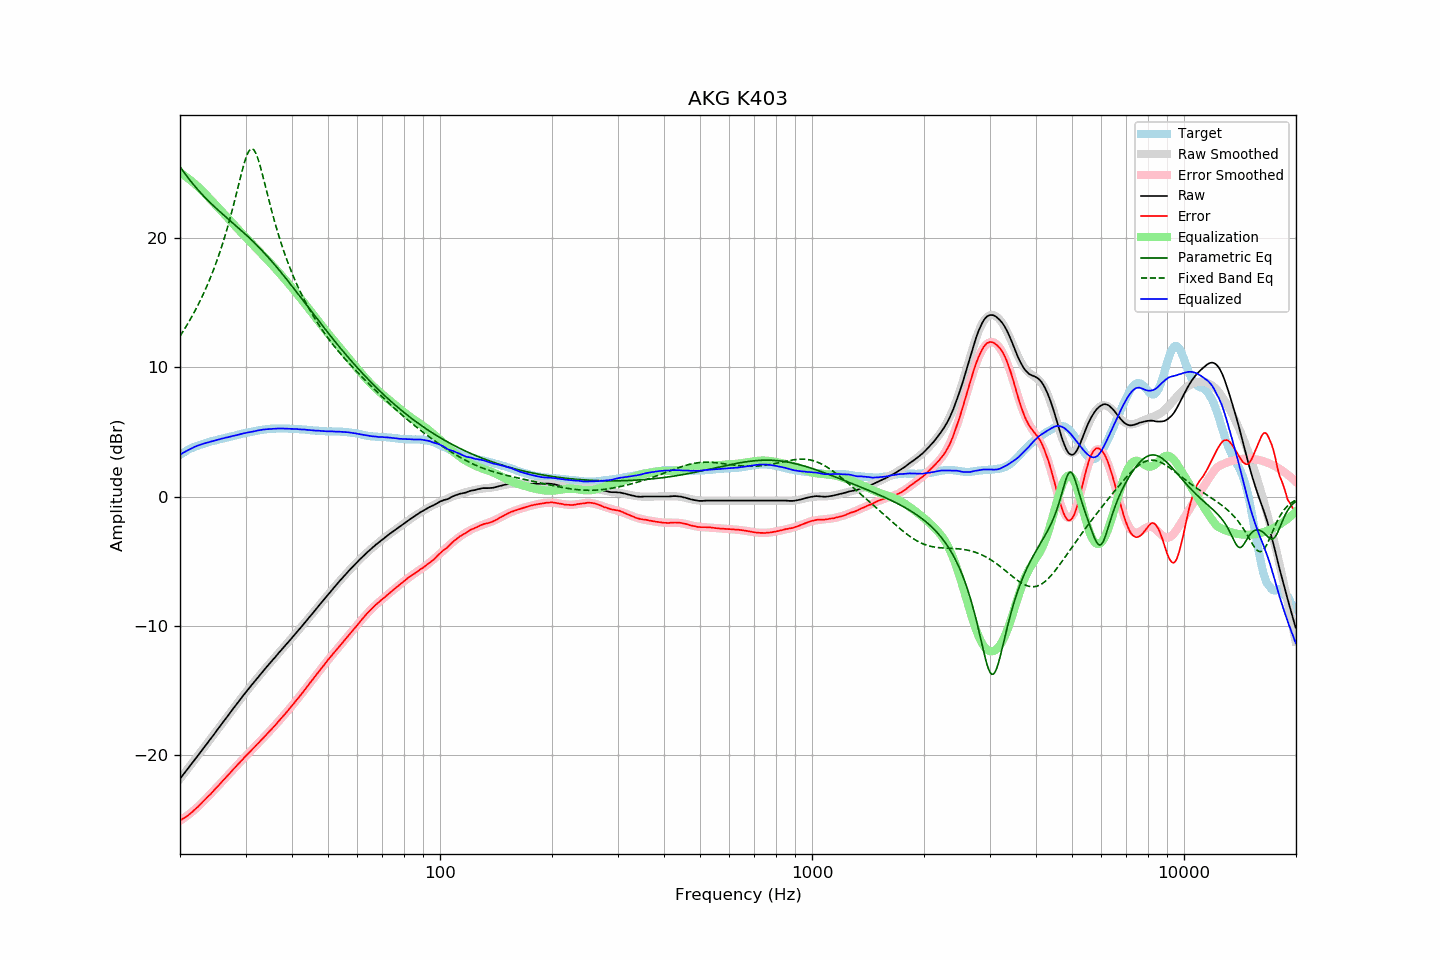 AKG K403
Target
Raw Smoothed
Error Smoothed
Raw
Error
Equalization
Parametric Eq
Fixed Band Eq
Equalized
20
10
0
−10
−20
Amplitude (dBr)
100
1000
10000
Frequency (Hz)